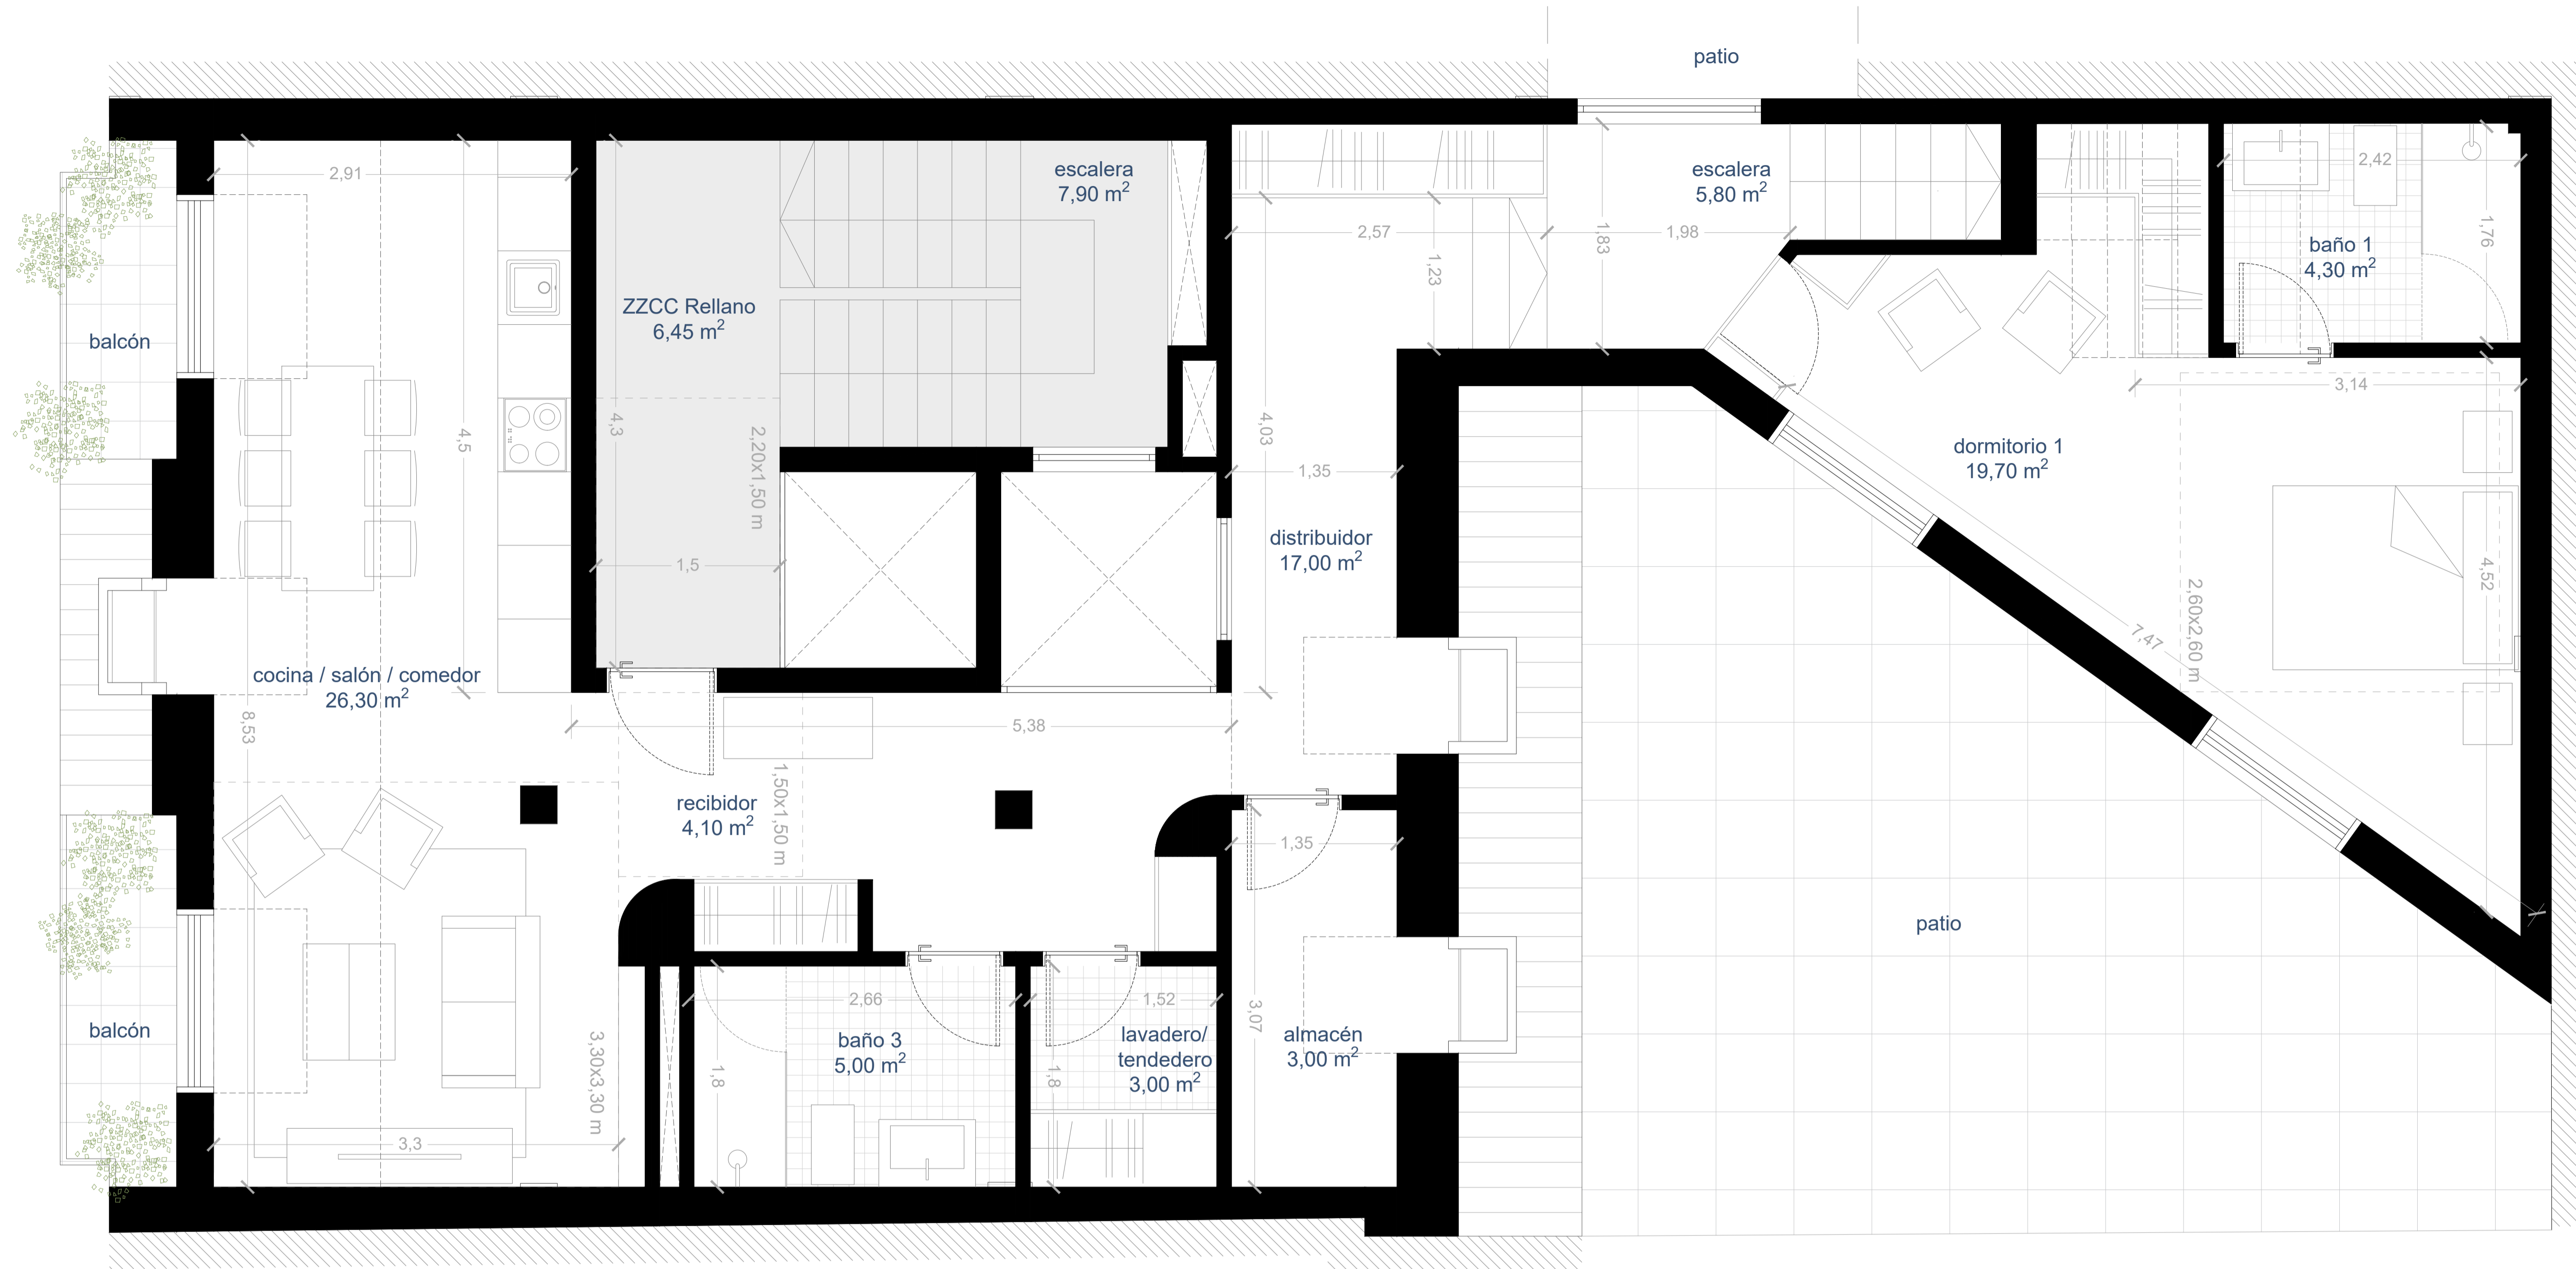 patio
escalera
7,90 m²
escalera
5,80 m²
2,91
2,42
2,57
1,98
1,83
1,23
1,76
baño 1
4,30 m²
ZZCC Rellano
6,45 m²
balcón
3,14
4,3
4,5
2,20x1,50 m
4,03
1,35
dormitorio 1
19,70 m²
distribuidor
17,00 m²
1,5
4,52
2,60x2,60 m
7,47
cocina / salón / comedor
26,30 m²
8,53
5,38
recibidor
4,10 m²
1,50x1,50 m
1,35
patio
balcón
2,66
1,52
3,07
baño 3
5,00 m²
lavadero/
tendedero
3,00 m²
almacén
3,00 m²
1,8
1,8
3,30x3,30 m
3,3